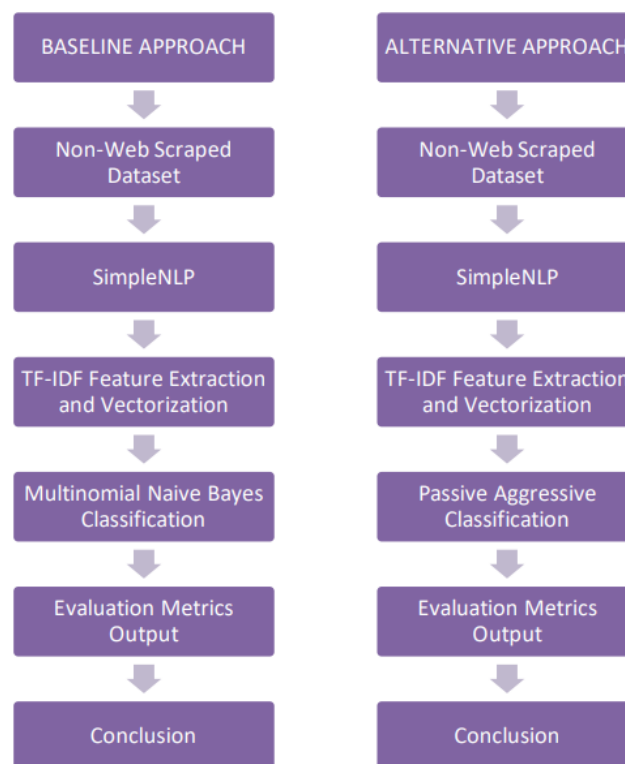 BASELINE APPROACH
Non-Web Scraped
Dataset
SimpleNLP
TF-IDF Feature Extraction
and Vectorization
Multinomial Naive Bayes
Classification
Evaluation Metrics
Output
Conclusion
ALTERNATIVE APPROACH
Non-Web Scraped
Dataset
SimpleNLP
TF-IDF Feature Extraction
and Vectorization
Passive Aggressive
Classification
Evaluation Metrics
Output
Conclusion